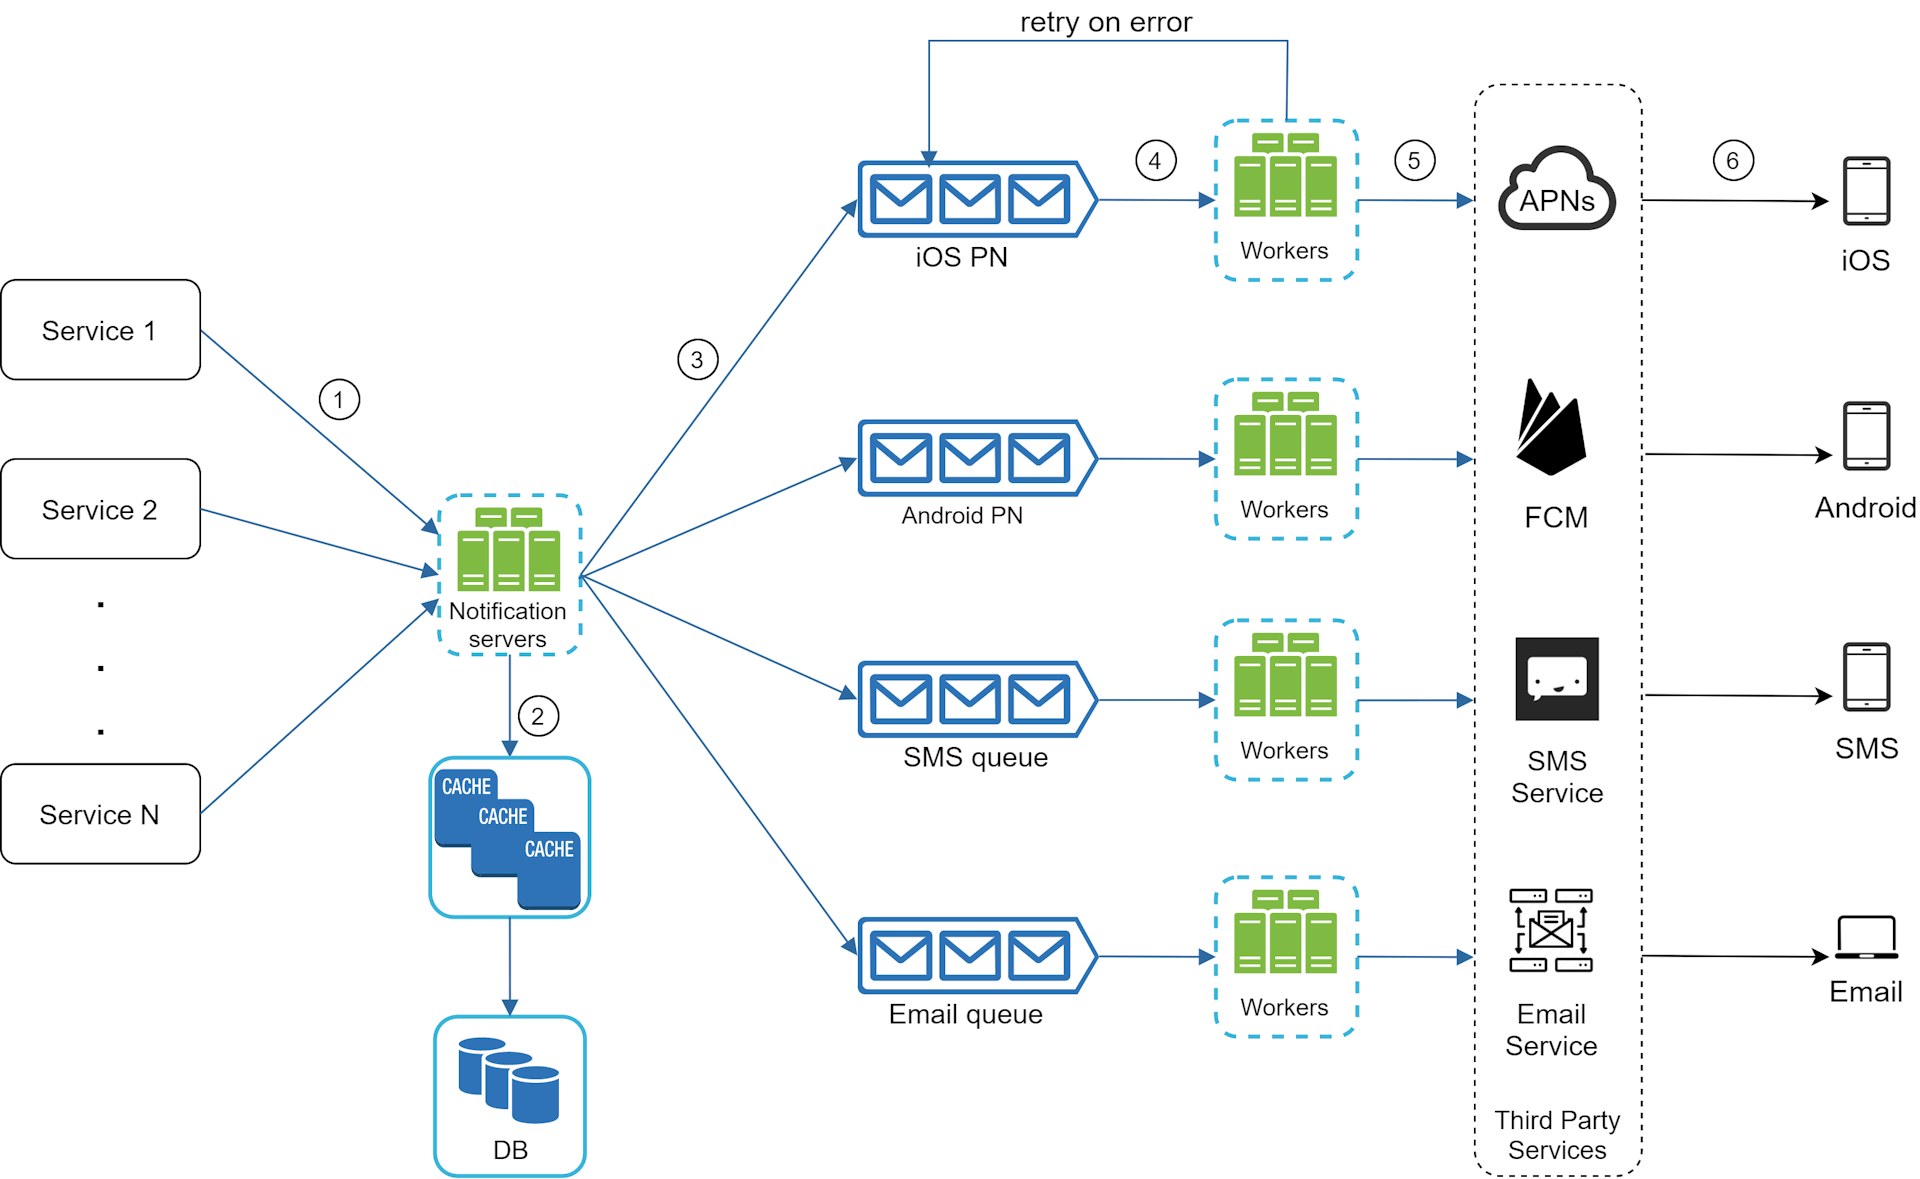 retry on error
4
5
6
APNs
iOS PN
Workers
iOS
Service 1
3
1
Service 2
Android PN
Workers
FCM
Android
Notification
servers
2
SMS queue
Workers
SMS
Service
SMS
Service N
CACHE
CACHE
CACHE
Email queue
Workers
Email
Service
Email
DB
Third Party
Services